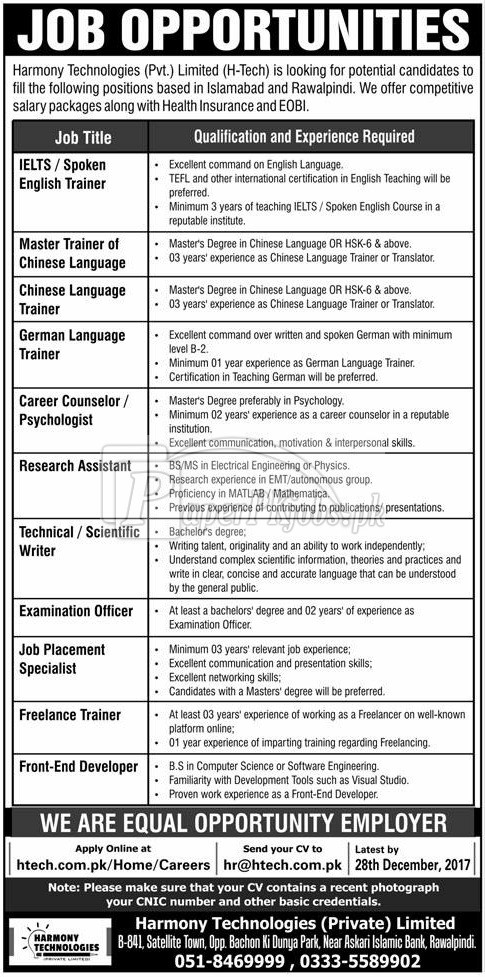 JOB OPPORTUNITIES
Harmony Technologies (Pvt.) Limited (H-Tech) is looking for potential candidates to
fill the following positions based in Islamabad and Rawalpindi. We offer competitive
salary packages along with Health Insurance and EOBI.
Job Title
Qualification and Experience Required
IELTS / Spoken
English Trainer
• Excellent command on English Language.
• TEFL and other international certification in English Teaching will be
preferred.
• Minimum 3 years of teaching IELTS / Spoken English Course in a
reputable institute.
Master Trainer of
Chinese Language
• Master's Degree in Chinese Language OR HSK-6 & above.
• 03 years' experience as Chinese Language Trainer or Translator.
Chinese Language
Trainer
• Master's Degree in Chinese Language OR HSK-6 & above.
• 03 years' experience as Chinese Language Trainer or Translator.
German Language
Trainer
• Excellent command over written and spoken German with minimum
level B-2.
• Minimum 01 year experience as German Language Trainer.
• Certification in Teaching German will be preferred.
Career Counselor /
Psychologist
• Master's Degree preferably in Psychology.
• Minimum 02 years' experience as a career counselor in a reputable
institution.
• Excellent communication, motivation & interpersonal skills.
Research Assistant
• BS/MS in Electrical Engineering or Physics.
• Research experience in EMT/autonomous group.
• Proficiency in MATLAB / Mathematica.
• Previous experience of contributing to publications/ presentations.
PaperPkjobs.pk
Technical / Scientific
Writer
• Bachelor's degree;
• Writing talent, originality and an ability to work independently;
• Understand complex scientific information, theories and practices and
write in clear, concise and accurate language that can be understood
by the general public.
Examination Officer
• At least a bachelors' degree and 02 years' of experience as
Examination Officer.
Job Placement
Specialist
• Minimum 03 years' relevant job experience;
• Excellent communication and presentation skills;
• Excellent networking skills;
• Candidates with a Masters' degree will be preferred.
Freelance Trainer
• At least 03 years' experience of working as a Freelancer on well-known
platform online;
• 01 year experience of imparting training regarding Freelancing.
Front-End Developer
• B.S in Computer Science or Software Engineering.
• Familiarity with Development Tools such as Visual Studio.
• Proven work experience as a Front-End Developer.
WE ARE EQUAL OPPORTUNITY EMPLOYER
Apply Online at
htech.com.pk/Home/Careers
Send your CV to
hr@htech.com.pk
Latest by
28th December, 2017
Note: Please make sure that your CV contains a recent photograph
your CNIC number and other basic credentials.
HARMONY
TECHNOLOGIES
(PRIVATE LIMITED)
Harmony Technologies (Private) Limited
B-841, Satellite Town, Opp. Bachon Ki Dunya Park, Near Askari Islamic Bank, Rawalpindi.
051-8469999, 0333-5589902